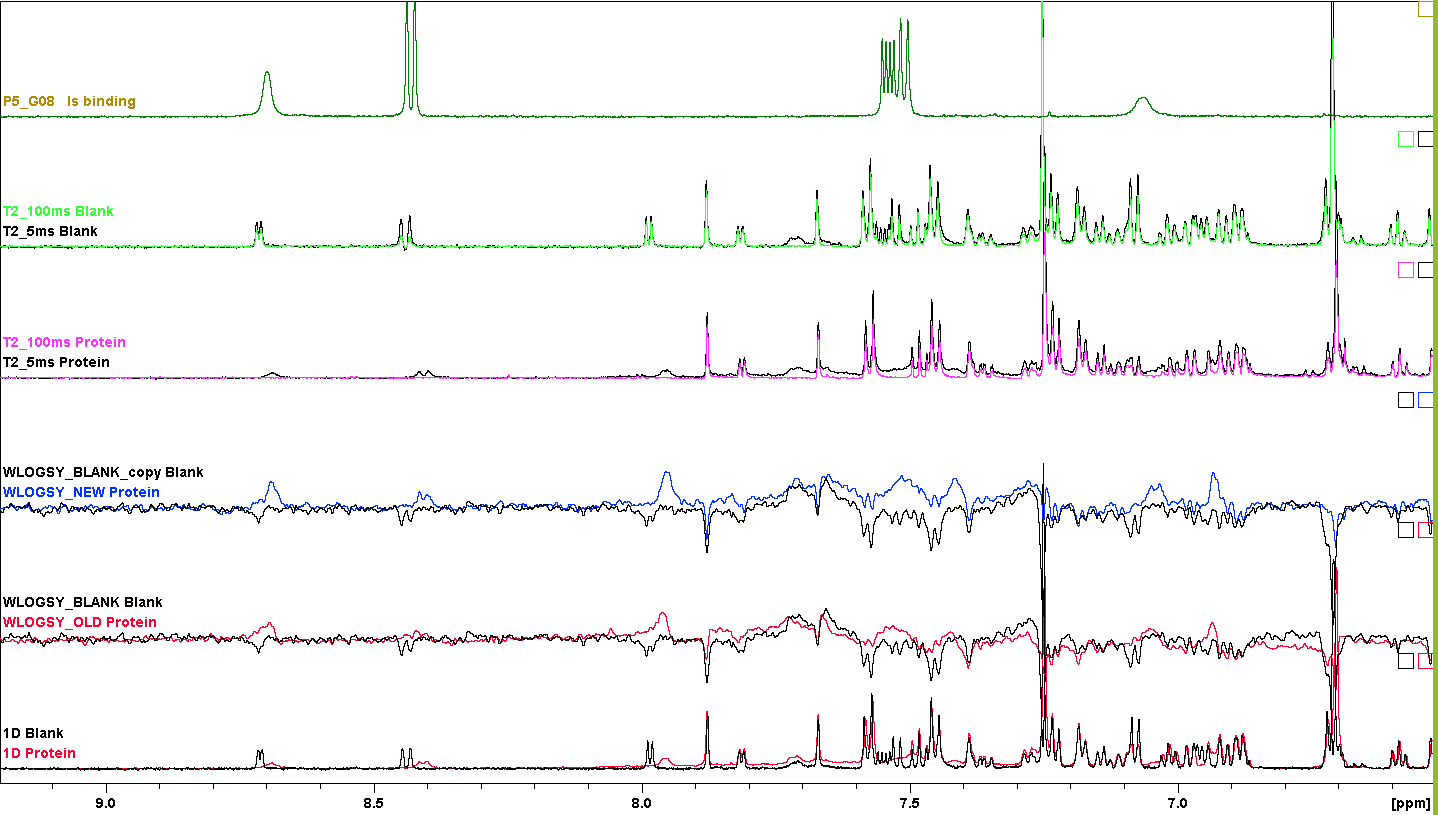 P5_G08 Is binding
T2_100ms Blank
T2_5ms Blank
T2_100ms Protein
T2_5ms Protein
WLOGSY_BLANK_copy Blank
WLOGSY_NEW Protein
WLOGSY_BLANK Blank
WLOGSY_OLD Protein
1D Blank
1D Protein
9.0 8.5 8.0 7.5 7.0 [ppm]